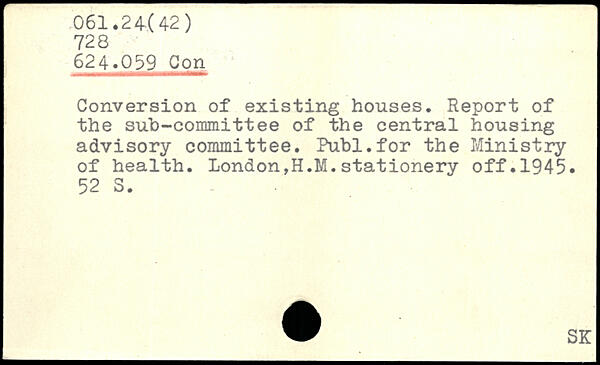 061.24(42)
728
624.059 Con
Conversion of existing houses. Report of
the sub-committee of the central housing
advisory committee. Publ.for the Ministry
of health. London,H.M.stationery off.1945.
52 S.
SK